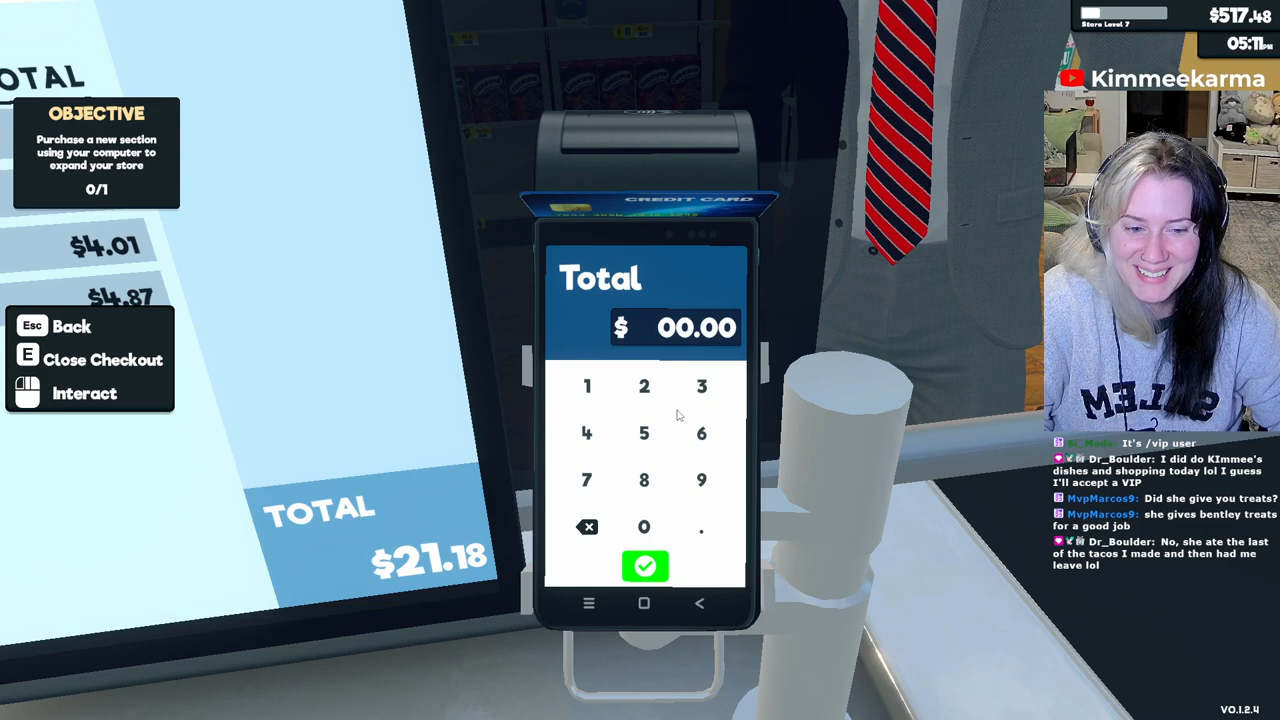 OTAL
OBJECTIVE
Purchase a new section
using your computer to
expand your store
0/1
$4.01
$4.87
Esc Back
E Close Checkout
Interact
TOTAL
$21.18
CREDIT CARD
Total
$ 00.00
1 2 3
4 5 6
7 8 9
0 .
Store Level 7
$517.48
05:11PM
Kimmeekarma
It's /vip user
Dr_Boulder: I did do KImmee's
dishes and shopping today lol I guess
I'll accept a VIP
MvpMarcos9: Did she give you treats?
MvpMarcos9: she gives bentley treats
for a good job
Dr_Boulder: No, she ate the last
of the tacos I made and then had me
leave lol
V0.1.2.4